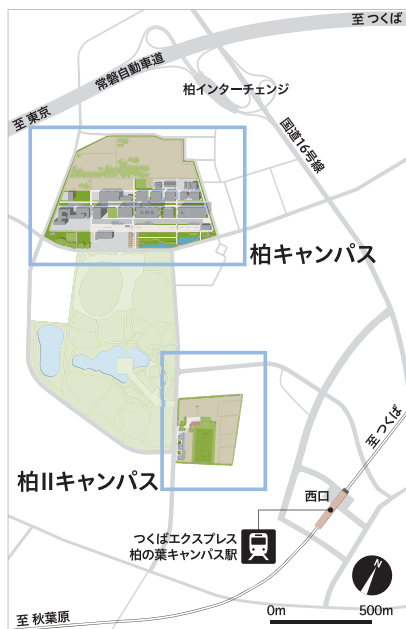 至 つくば
常磐自動車道
至 東京
柏インターチェンジ
国道16号線
柏キャンパス
柏IIキャンパス
至 つくば
西口
つくばエクスプレス
柏の葉キャンパス駅
N
至 秋葉原
0m
500m